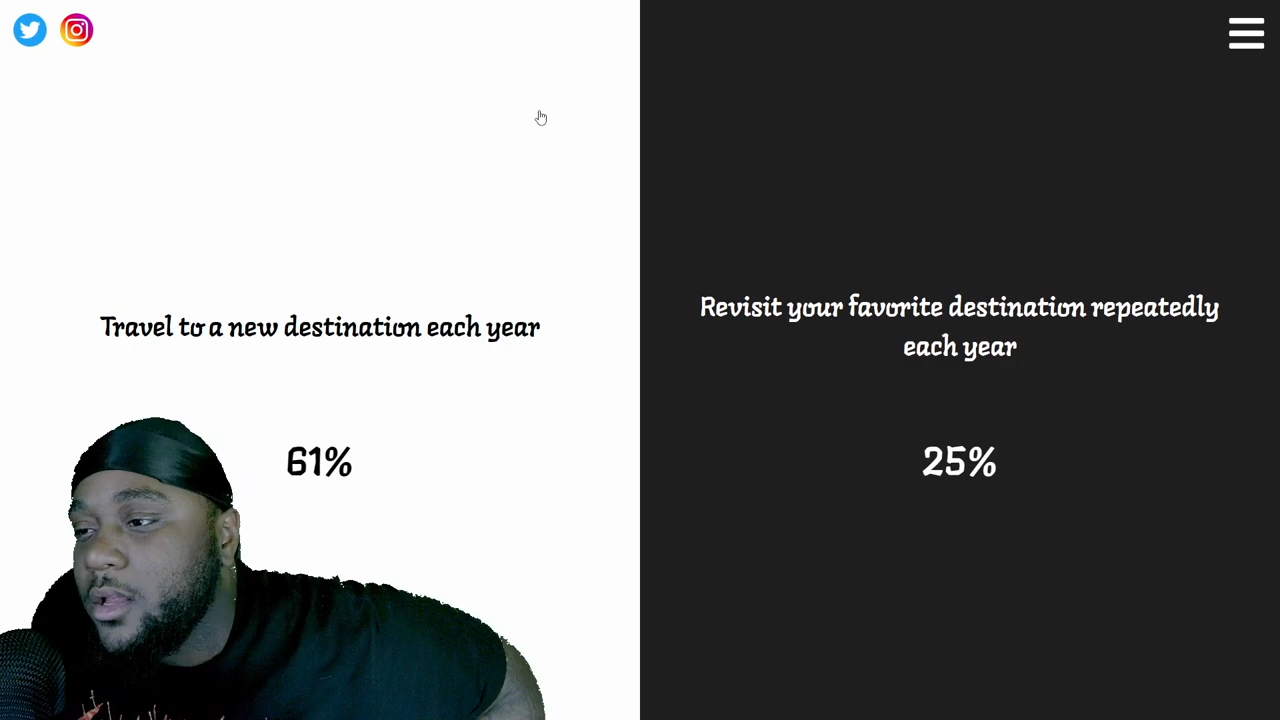 Travel to a new destination each year
61%
Revisit your favorite destination repeatedly
each year
25%